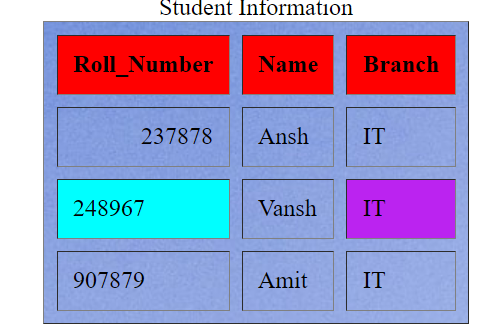 Student Information
Roll_Number Name Branch
237878 Ansh IT
248967 Vansh IT
907879 Amit IT